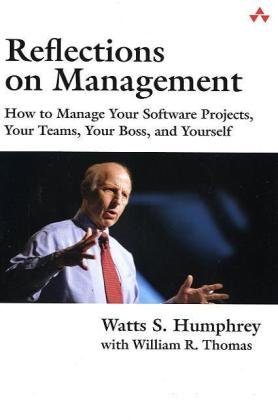 Reflections
on Management
How to Manage Your Software Projects,
Your Teams, Your Boss, and Yourself
Watts S. Humphrey
with William R. Thomas